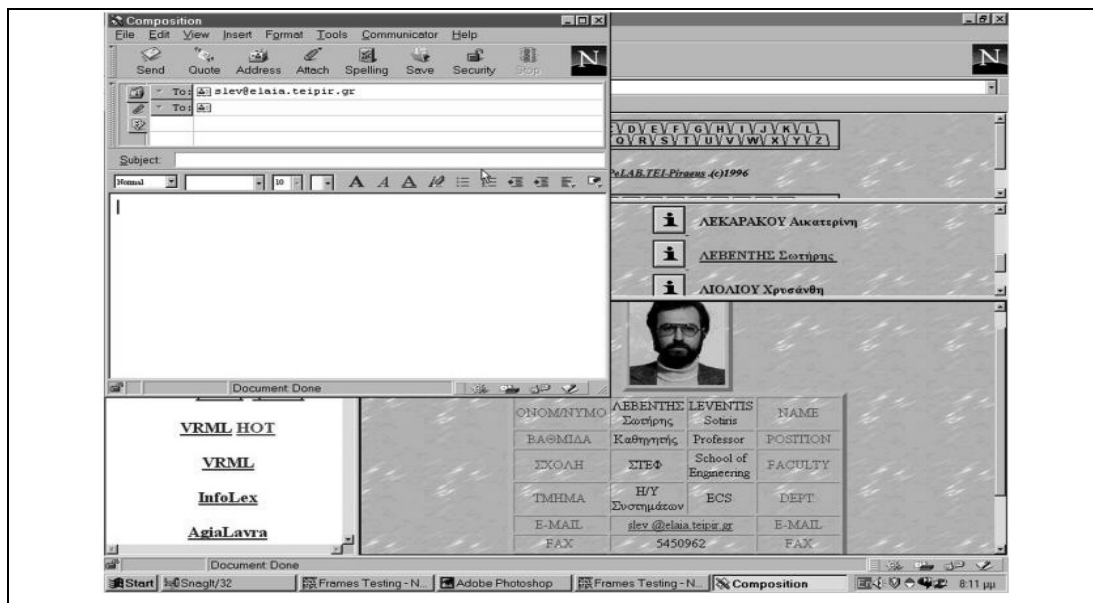 Composition
File Edit View Insert Format Tools Communicator Help
Send Quote Address Attach Spelling Save Security Stop
N
N
To: slev@elaia.teipir.gr
To:
Subject:
Normal 10 A A A
D E F G H I J K L
Q R S T U V W X Y Z
PeLAB.TEI-Piraeus .(c)1996
i ΛΕΚΑΡΑΚΟΥ Αικατερίνη
i ΛΕΒΕΝΤΗΣ Σωτήρης
i ΛΙΟΛΙΟΥ Χρυσάνθη
Document: Done
VRML HOT
VRML
InfoLex
AgiaLavra
ΟΝΟΜ/ΝΥΜΟ ΛΕΒΕΝΤΗΣ Σωτήρης LEVENTIS Sotiris NAME
ΒΑΘΜΙΔΑ Καθηγητής Professor POSITION
ΣΧΟΛΗ ΣΤΕΦ School of Engineering FACULTY
ΤΜΗΜΑ Η/Υ Συστημάτων ECS DEPT.
E-MAIL slev @elaia.teipir.gr E-MAIL
FAX 5450962 FAX
Document: Done
Start SnagIt/32 Frames Testing - N... Adobe Photoshop Frames Testing - N... Composition 8:11 μμ